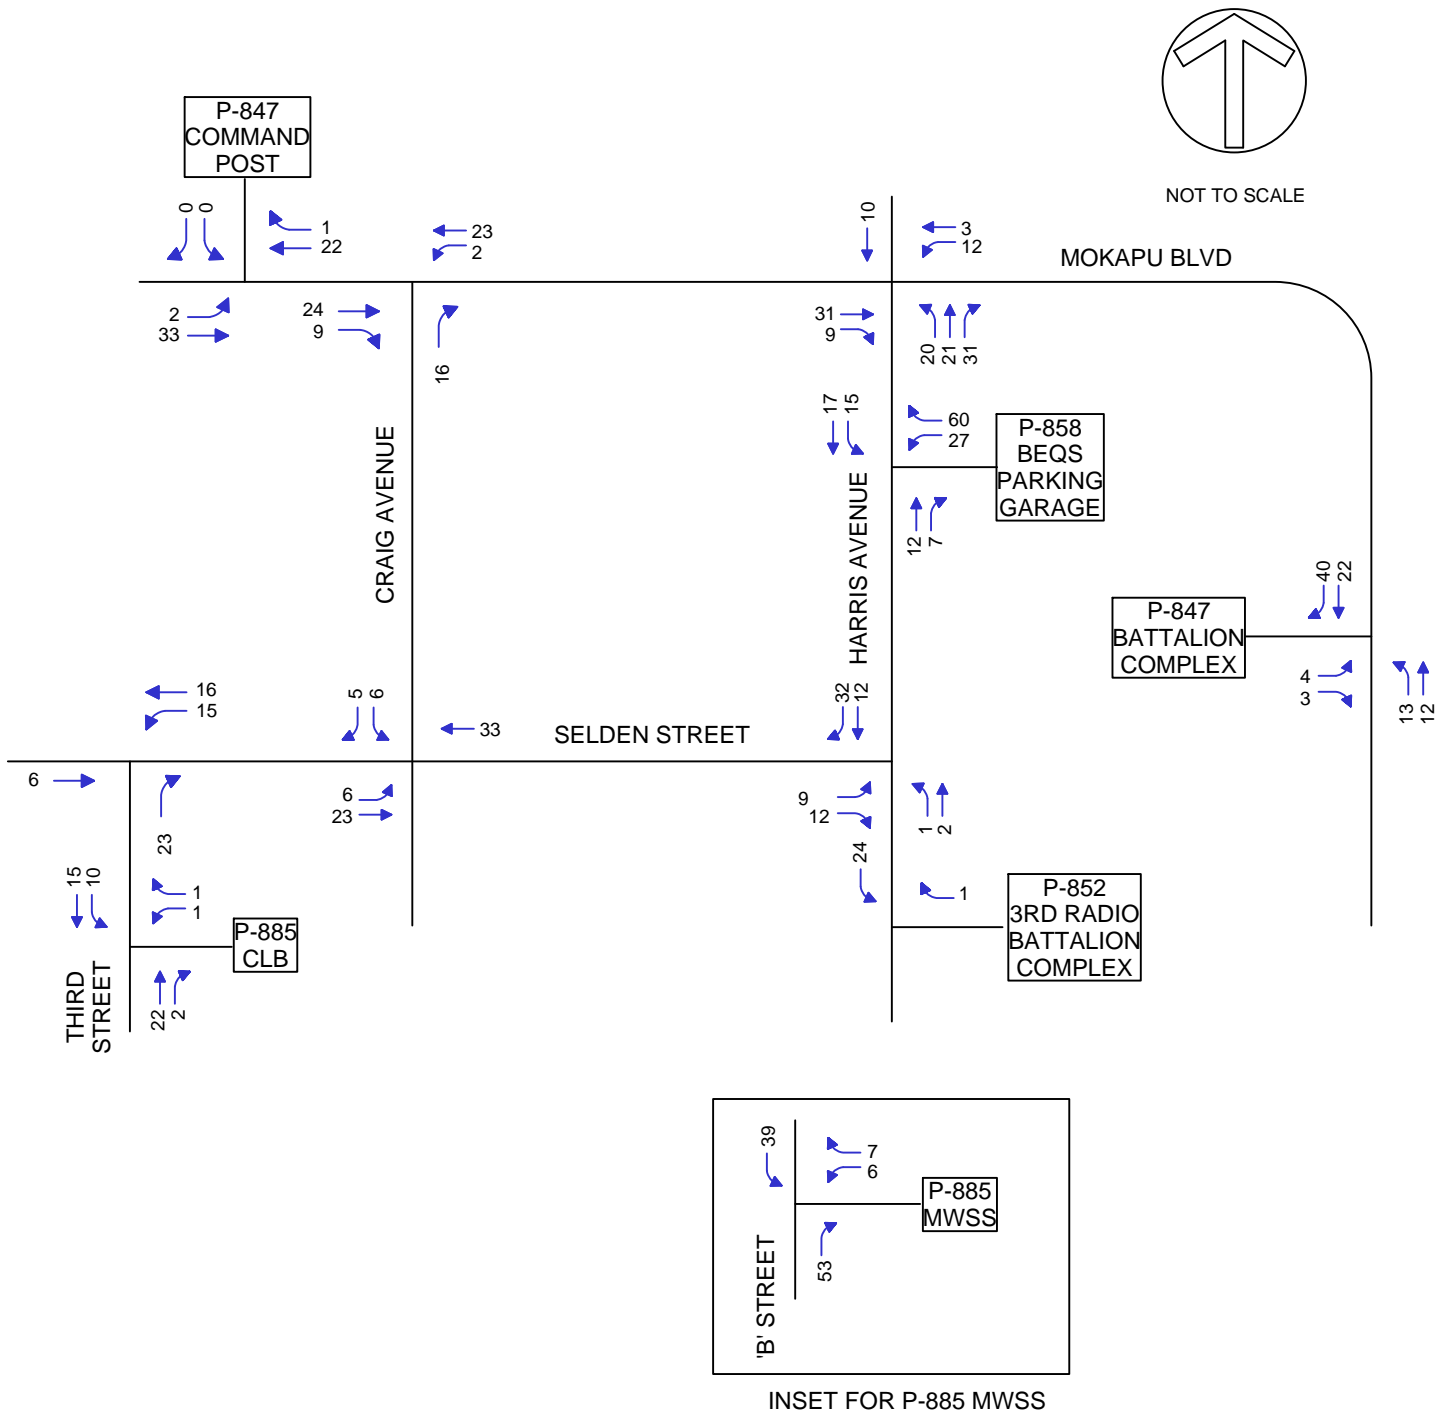 P-847
COMMAND
POST
NOT TO SCALE
0 0
1
22
23
2
10
3
12
MOKAPU BLVD
2
33
24
9
16
31
9
20 21 31
CRAIG AVENUE
17 15
60
27
P-858
BEQS
PARKING
GARAGE
HARRIS AVENUE
12 7
40 22
P-847
BATTALION
COMPLEX
4
3
13 12
16
15
5 6
33
SELDEN STREET
32 12
6
23
6
23
9
12
1 2
15 10
1
1
P-885
CLB
24
1
P-852
3RD RADIO
BATTALION
COMPLEX
THIRD
STREET
22 2
39
7
6
P-885
MWSS
53
'B' STREET
INSET FOR P-885 MWSS